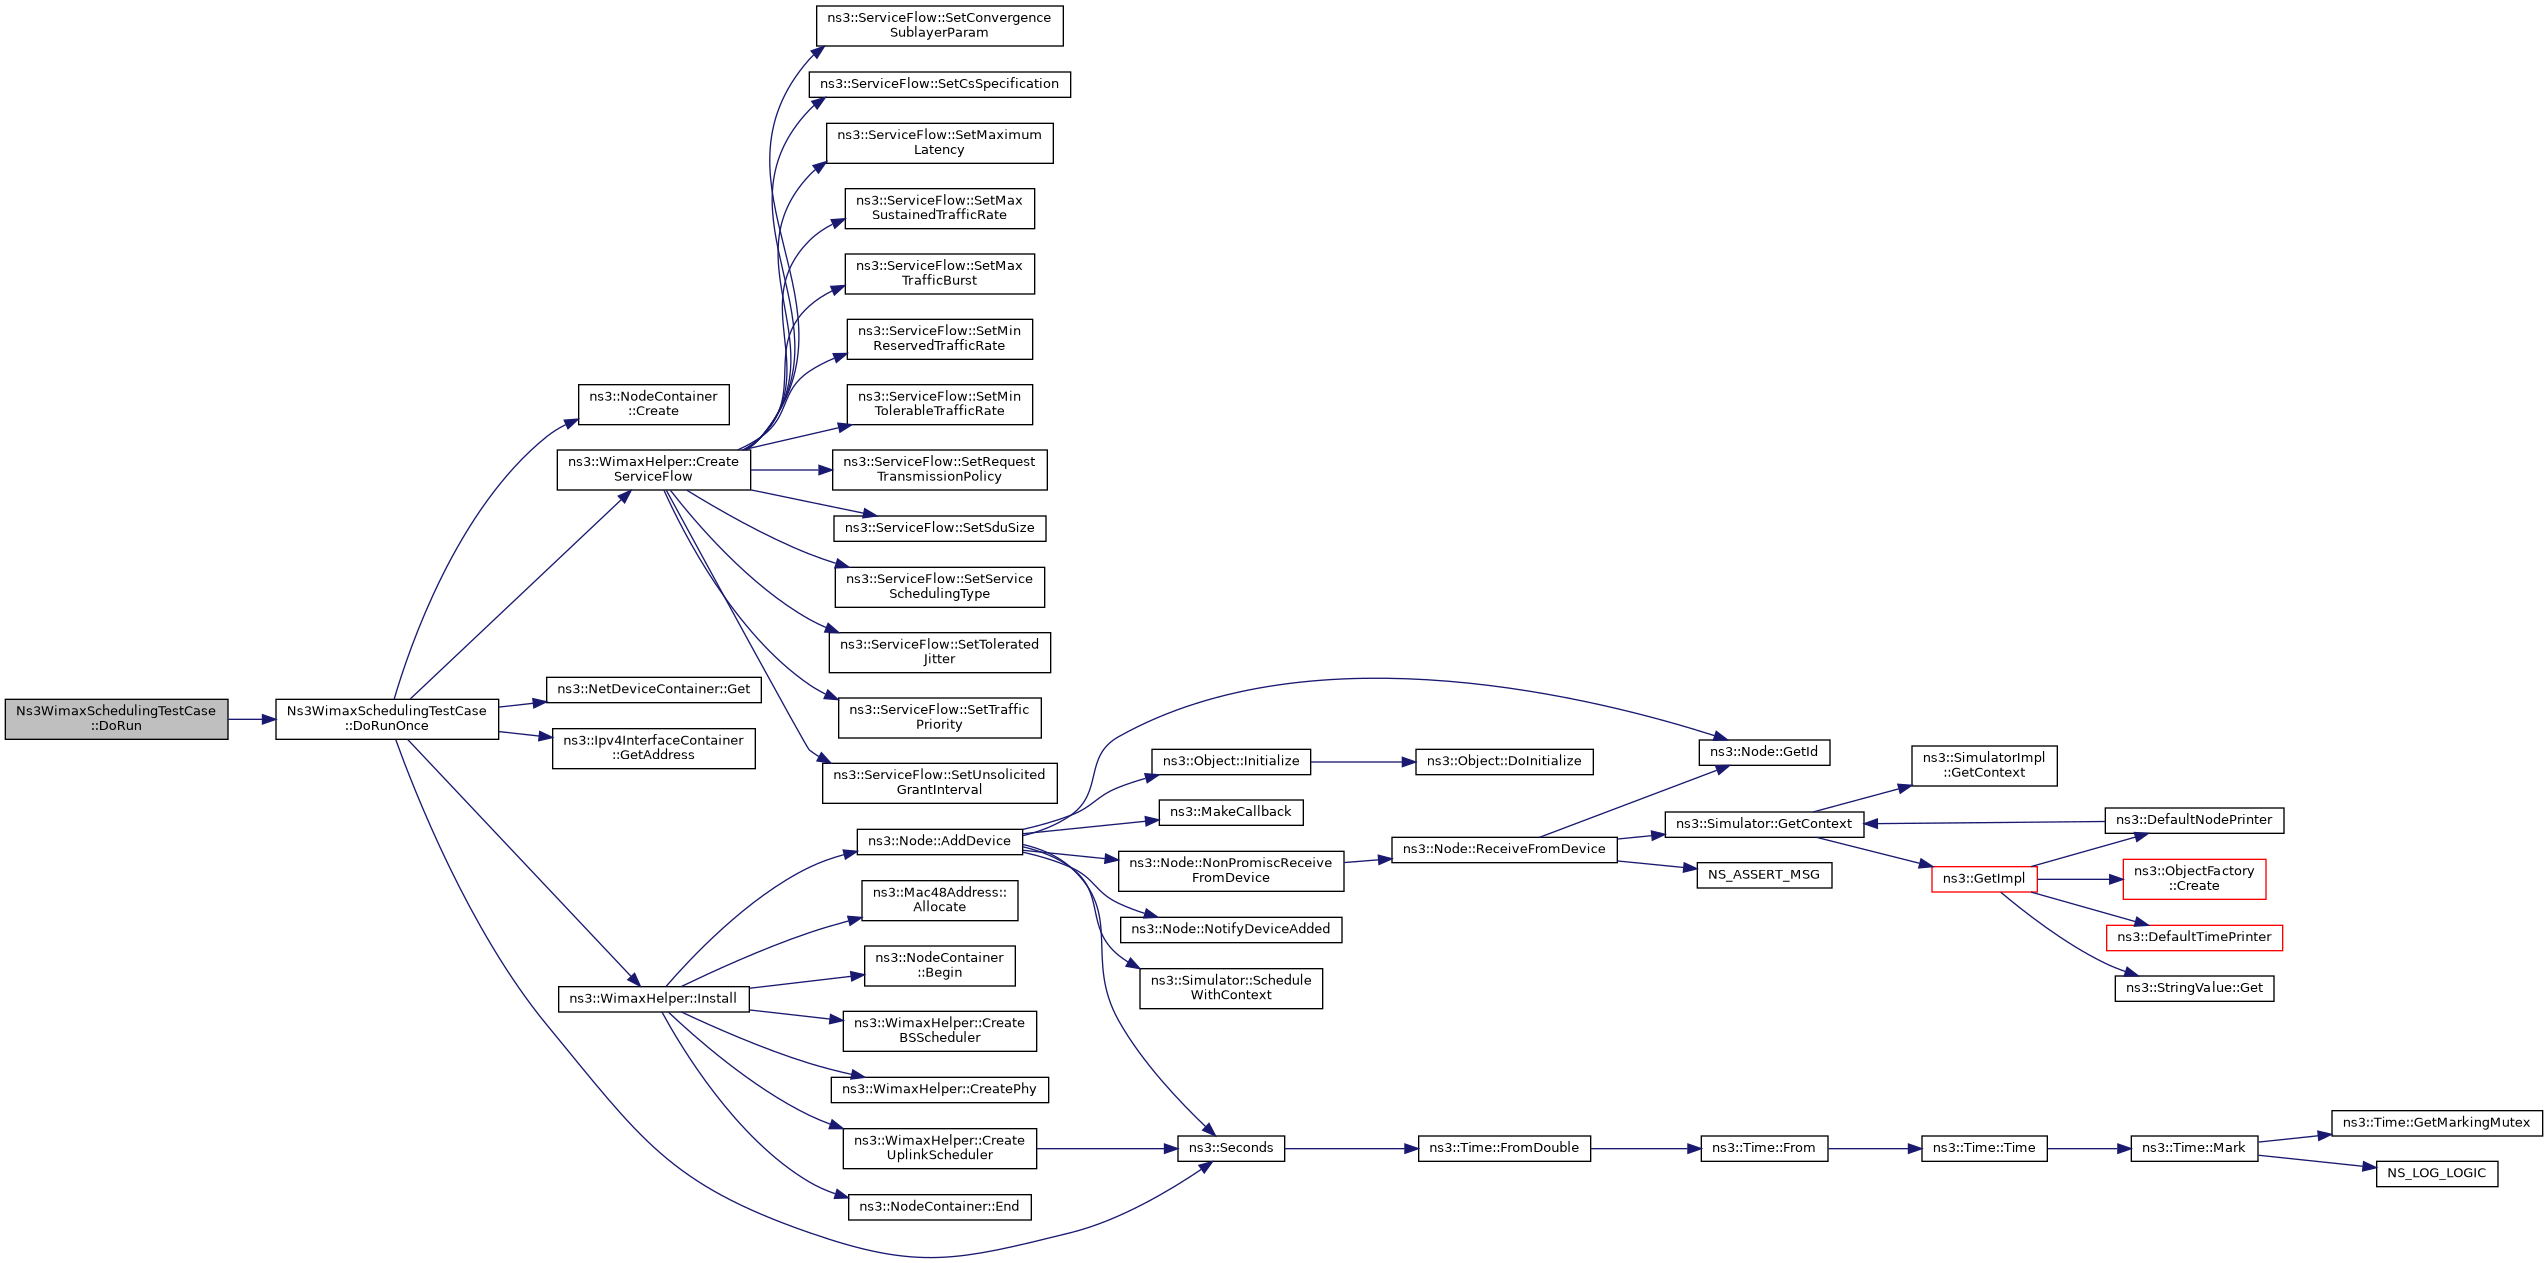 Ns3WimaxSchedulingTestCase
::DoRun
Ns3WimaxSchedulingTestCase
::DoRunOnce
ns3::NodeContainer
::Create
ns3::WimaxHelper::Create
ServiceFlow
ns3::NetDeviceContainer::Get
ns3::Ipv4InterfaceContainer
::GetAddress
ns3::WimaxHelper::Install
ns3::ServiceFlow::SetConvergence
SublayerParam
ns3::ServiceFlow::SetCsSpecification
ns3::ServiceFlow::SetMaximum
Latency
ns3::ServiceFlow::SetMax
SustainedTrafficRate
ns3::ServiceFlow::SetMax
TrafficBurst
ns3::ServiceFlow::SetMin
ReservedTrafficRate
ns3::ServiceFlow::SetMin
TolerableTrafficRate
ns3::ServiceFlow::SetRequest
TransmissionPolicy
ns3::ServiceFlow::SetSduSize
ns3::ServiceFlow::SetService
SchedulingType
ns3::ServiceFlow::SetTolerated
Jitter
ns3::ServiceFlow::SetTraffic
Priority
ns3::ServiceFlow::SetUnsolicited
GrantInterval
ns3::Node::AddDevice
ns3::Mac48Address::
Allocate
ns3::NodeContainer
::Begin
ns3::WimaxHelper::Create
BSScheduler
ns3::WimaxHelper::CreatePhy
ns3::WimaxHelper::Create
UplinkScheduler
ns3::NodeContainer::End
ns3::Object::Initialize
ns3::MakeCallback
ns3::Node::NonPromiscReceive
FromDevice
ns3::Node::NotifyDeviceAdded
ns3::Simulator::Schedule
WithContext
ns3::Seconds
ns3::Object::DoInitialize
ns3::Node::ReceiveFromDevice
ns3::Time::FromDouble
ns3::Node::GetId
ns3::Simulator::GetContext
NS_ASSERT_MSG
ns3::Time::From
ns3::SimulatorImpl
::GetContext
ns3::GetImpl
ns3::Time::Time
ns3::DefaultNodePrinter
ns3::ObjectFactory
::Create
ns3::DefaultTimePrinter
ns3::StringValue::Get
ns3::Time::Mark
ns3::Time::GetMarkingMutex
NS_LOG_LOGIC